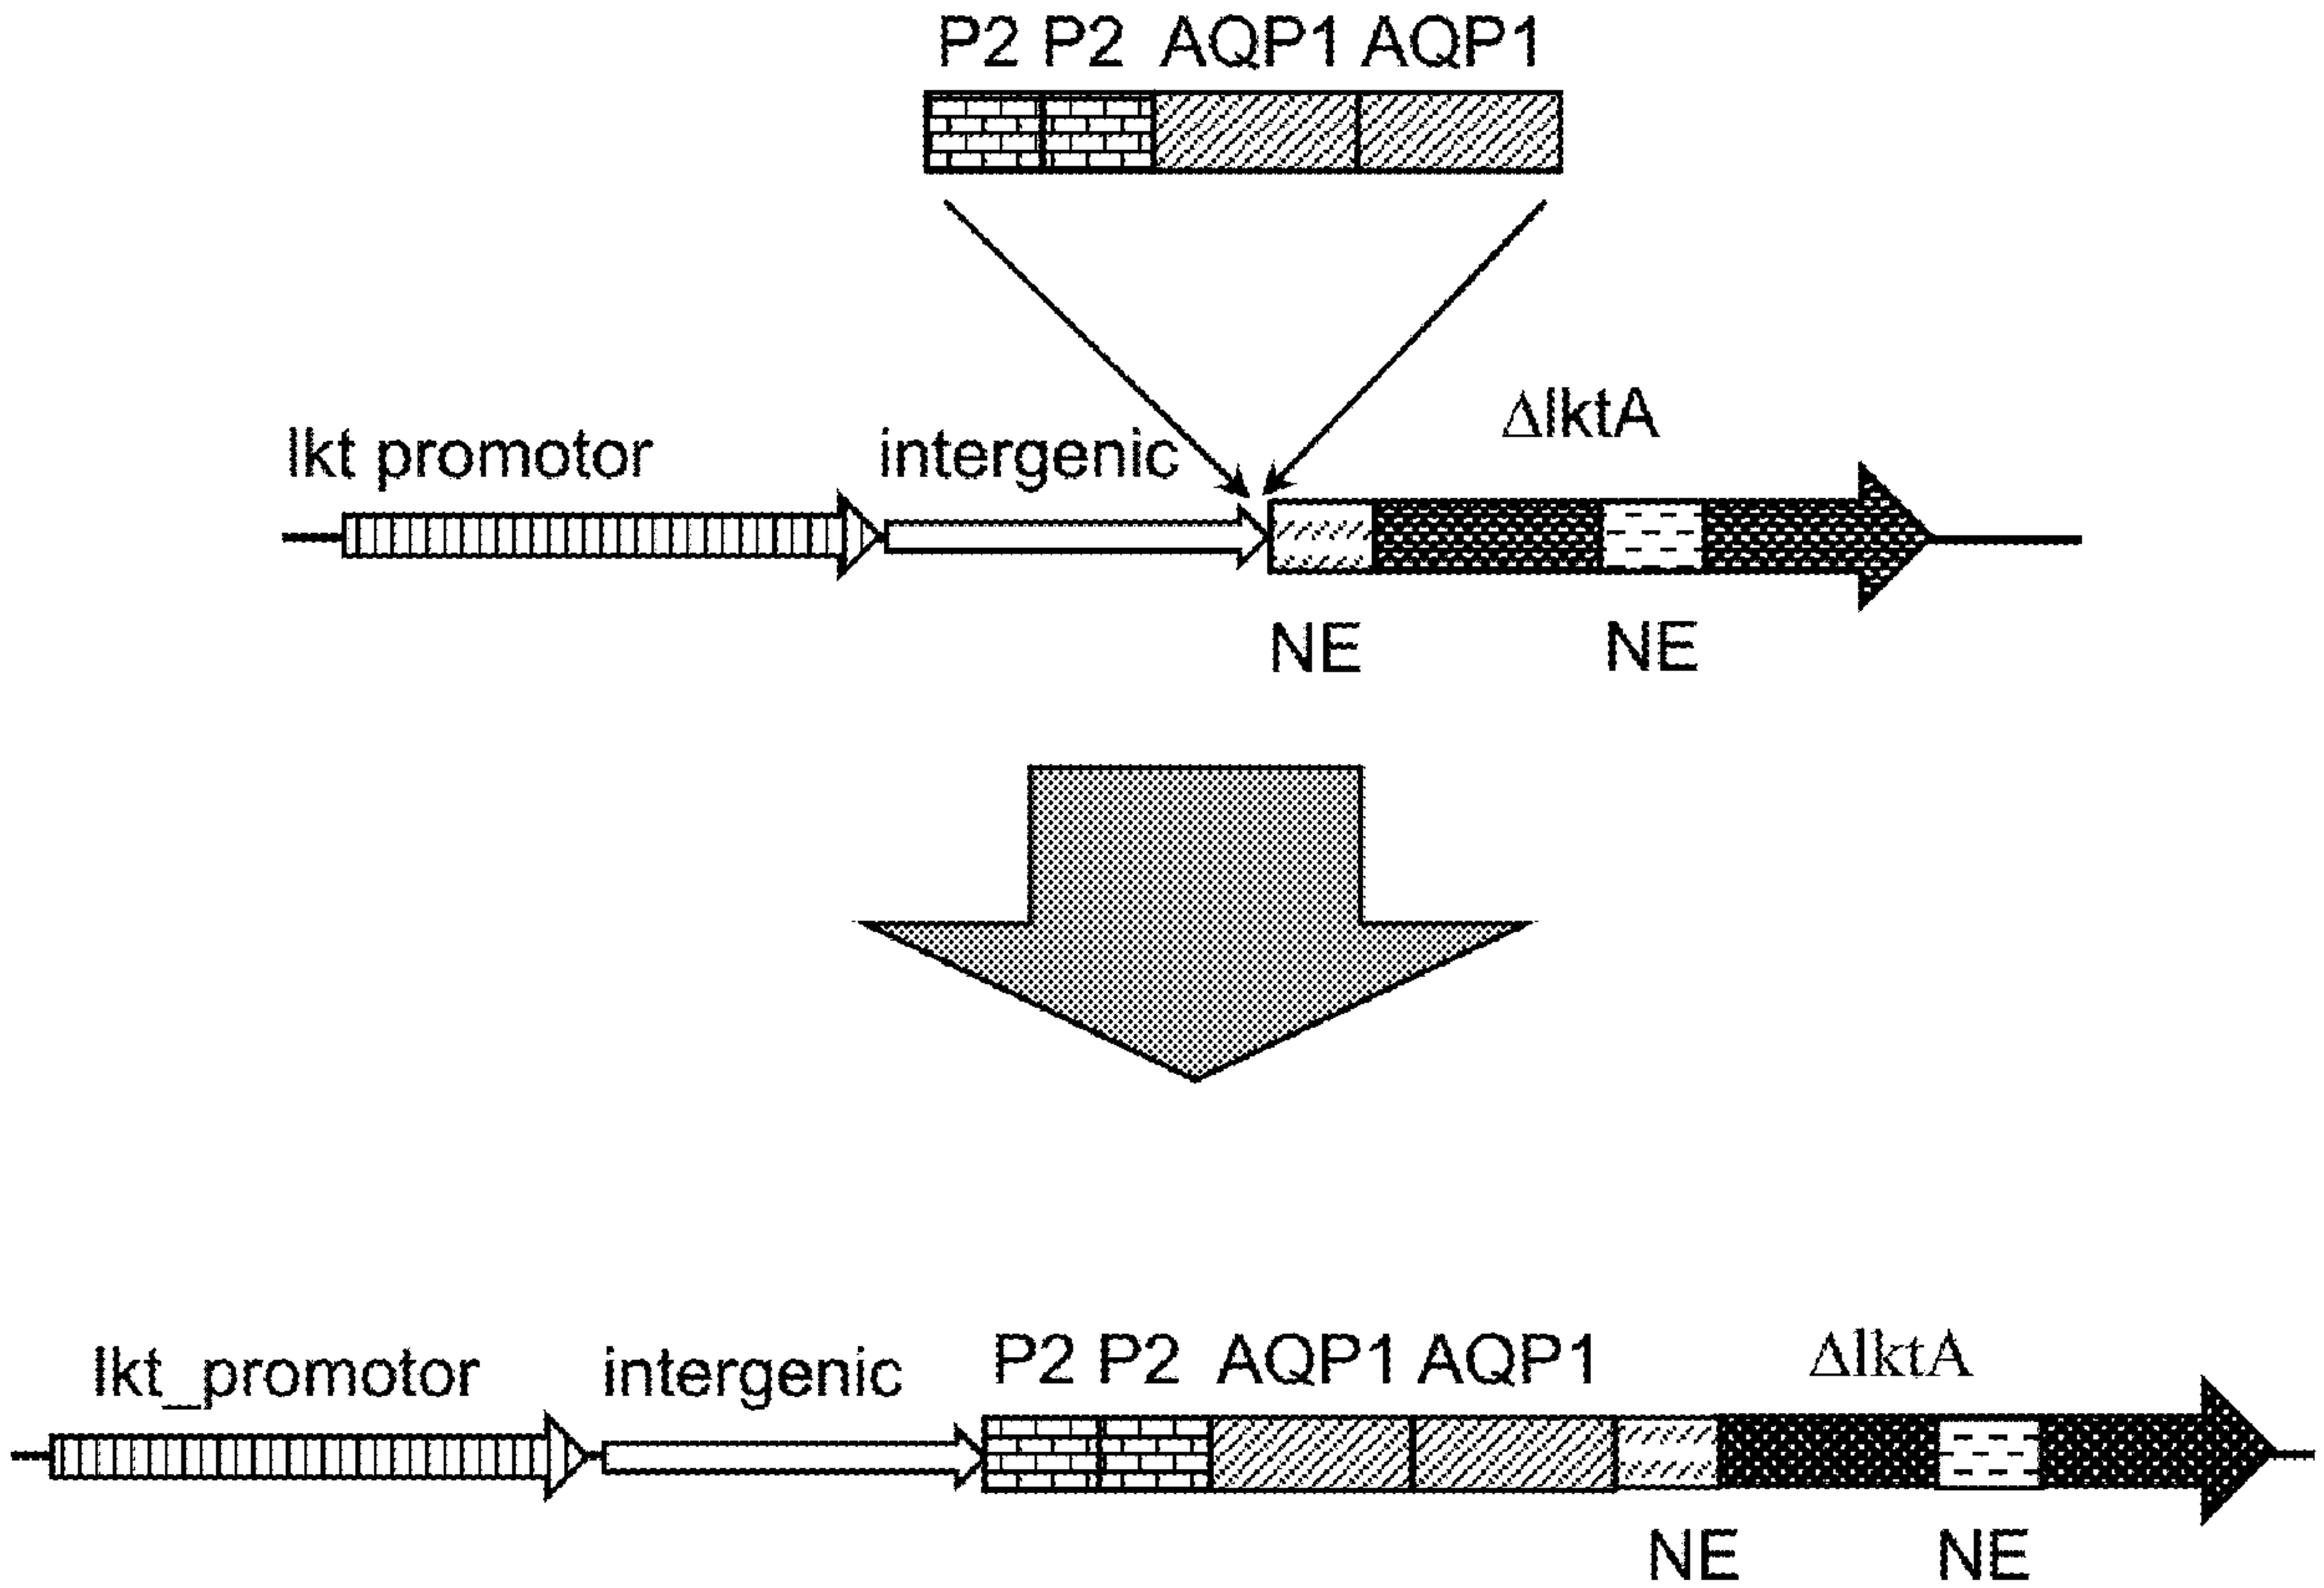 P2 P2 AQP1 AQP1
lkt promotor intergenic ΔlktA
NE NE
lkt_promotor intergenic P2 P2 AQP1 AQP1 ΔlktA
NE NE